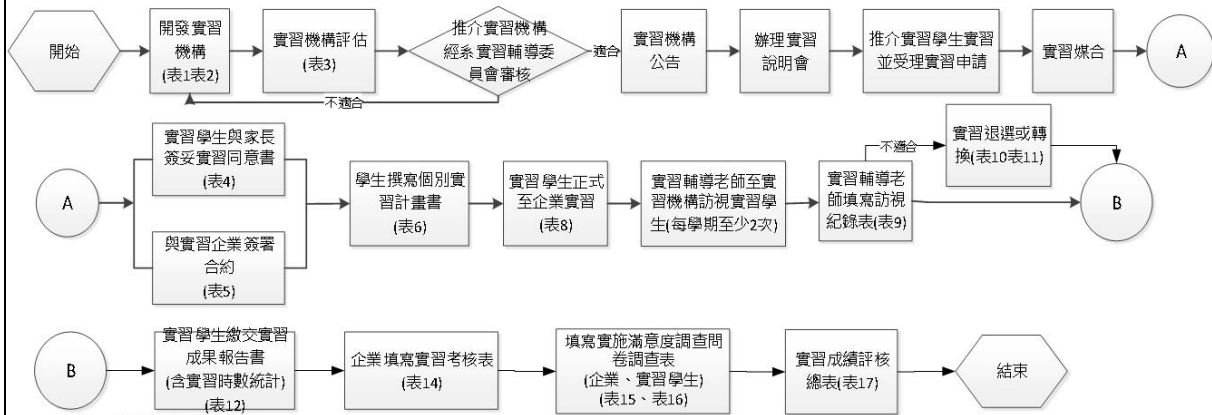 開始
開發實習
機構
(表1表2)
實習機構評估
(表3)
推介實習機構
經系實習輔導委
員會審核
適合
不適合
實習機構
公告
辦理實習
說明會
推介實習學生實習
並受理實習申請
實習媒合
A
A
實習學生與家長
簽妥實習同意書
(表4)
與實習企業簽署
合約
(表5)
學生撰寫個別實
習計畫書
(表6)
實習學生正式
至企業實習
(表8)
實習輔導老師至實
習機構訪視實習學
生(每學期至少2次)
實習輔導老
師填寫訪視
紀錄表(表9)
不適合
實習退選或轉
換(表10表11)
B
B
實習學生繳交實習
成果報告書
(含實習時數統計)
(表12)
企業填寫實習考核表
(表14)
填寫實施滿意度調查問
卷調查表
(企業、實習學生)
(表15、表16)
實習成績評核
總表(表17)
結束